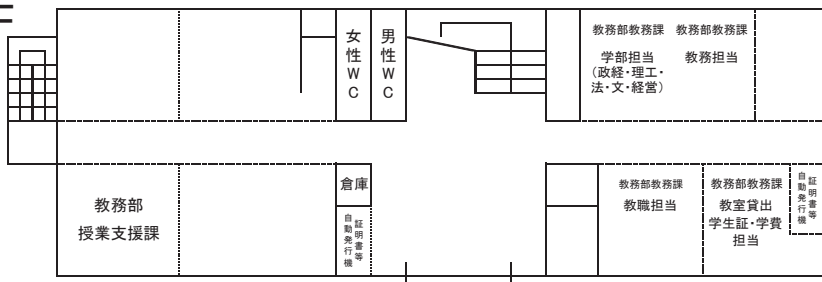 女性WC
男性WC
教務部教務課
学部担当
（政経・理工・
法・文・経営）
教務部教務課
教務担当
教務部
授業支援課
倉庫
証明書等
自動発行機
教務部教務課
教職担当
教務部教務課
教室貸出
学生証・学費
担当
証明書等
自動発行機